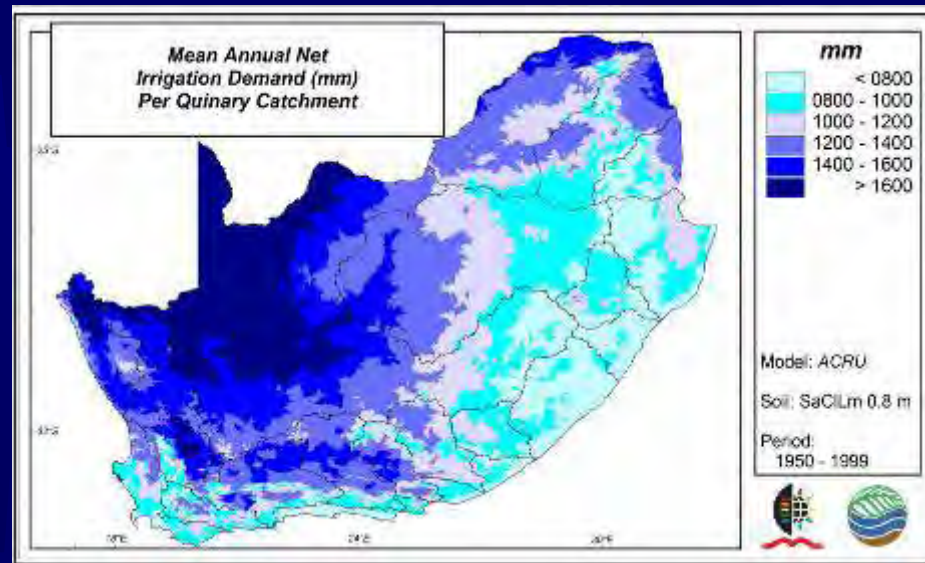 Mean Annual Net
Irrigation Demand (mm)
Per Quinary Catchment
mm
< 0800
0800 - 1000
1000 - 1200
1200 - 1400
1400 - 1600
> 1600
Model: ACRU
Soil: SaClLm 0.8 m
Period:
1950 - 1999